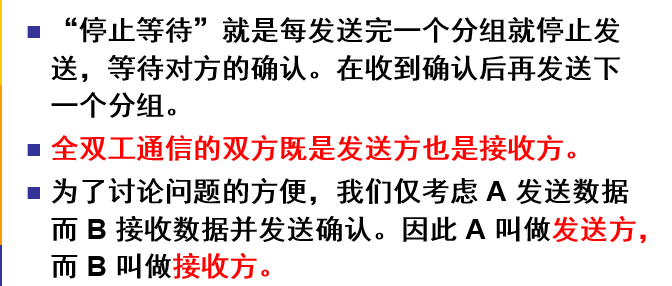 “停止等待”就是每发送完一个分组就停止发
送，等待对方的确认。在收到确认后再发送下
一个分组。
全双工通信的双方既是发送方也是接收方。
为了讨论问题的方便，我们仅考虑 A 发送数据
而 B 接收数据并发送确认。因此 A 叫做发送方，
而 B 叫做接收方。